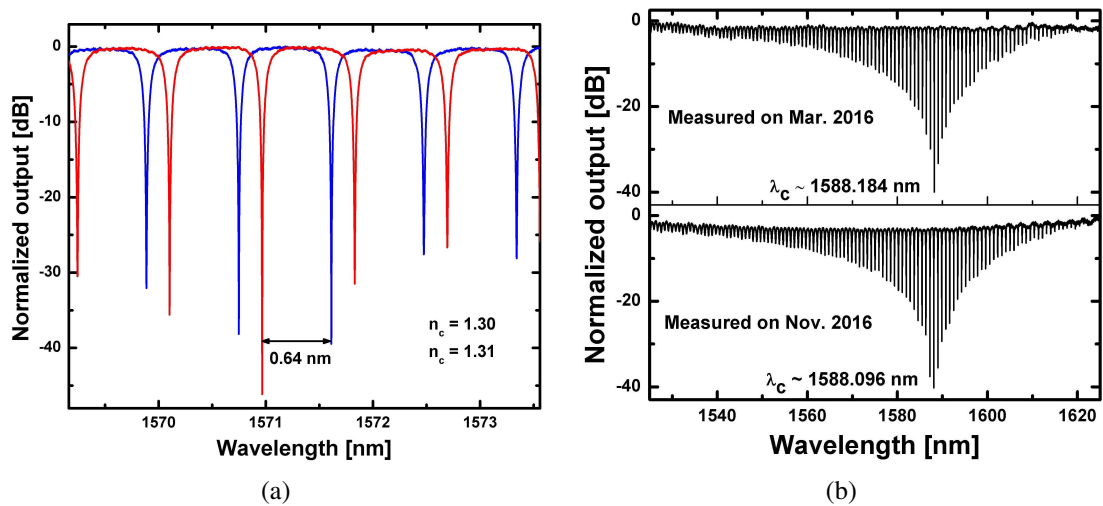 0
-10
-20
-30
-40
Normalized output [dB]
0.64 nm
n_c = 1.30
n_c = 1.31
1570 1571 1572 1573
Wavelength [nm]
(a)
0
-20
-40
Measured on Mar. 2016
λ_c ~ 1588.184 nm
0
-20
-40
Measured on Nov. 2016
λ_c ~ 1588.096 nm
Normalized output [dB]
1540 1560 1580 1600 1620
Wavelength [nm]
(b)